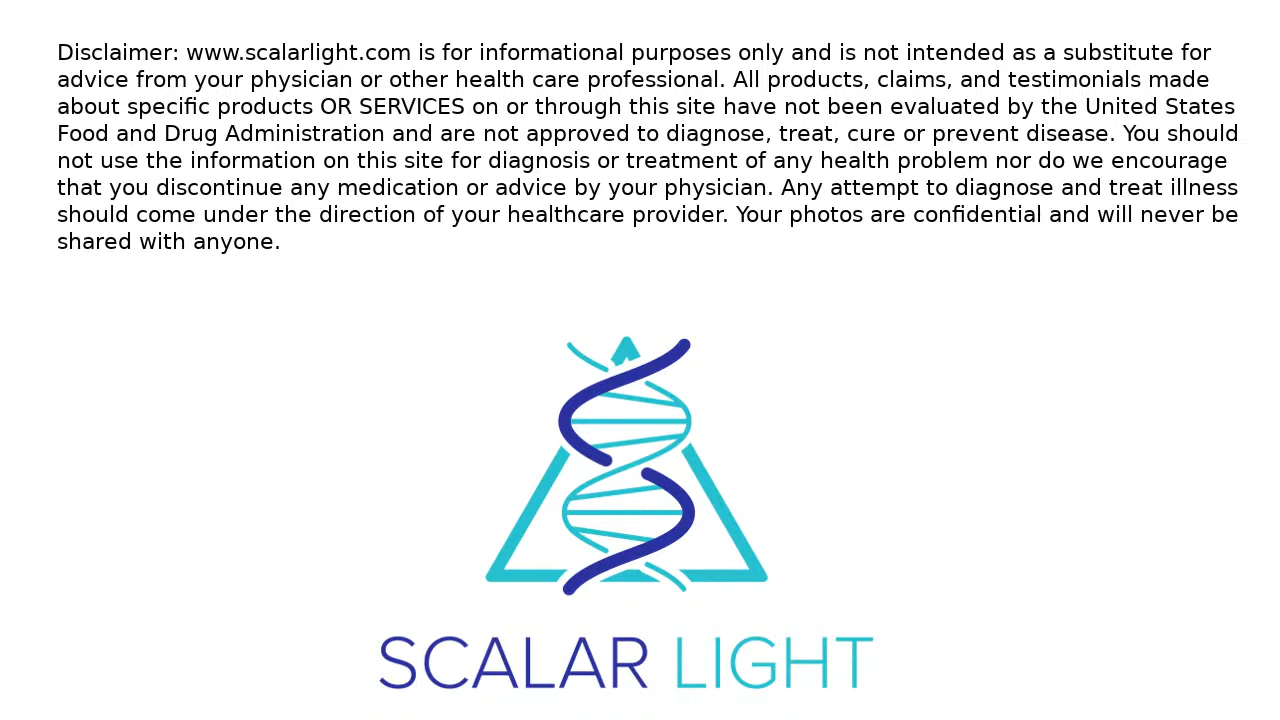 Disclaimer: www.scalarlight.com is for informational purposes only and is not intended as a substitute for
advice from your physician or other health care professional. All products, claims, and testimonials made
about specific products OR SERVICES on or through this site have not been evaluated by the United States
Food and Drug Administration and are not approved to diagnose, treat, cure or prevent disease. You should
not use the information on this site for diagnosis or treatment of any health problem nor do we encourage
that you discontinue any medication or advice by your physician. Any attempt to diagnose and treat illness
should come under the direction of your healthcare provider. Your photos are confidential and will never be
shared with anyone.
SCALAR LIGHT